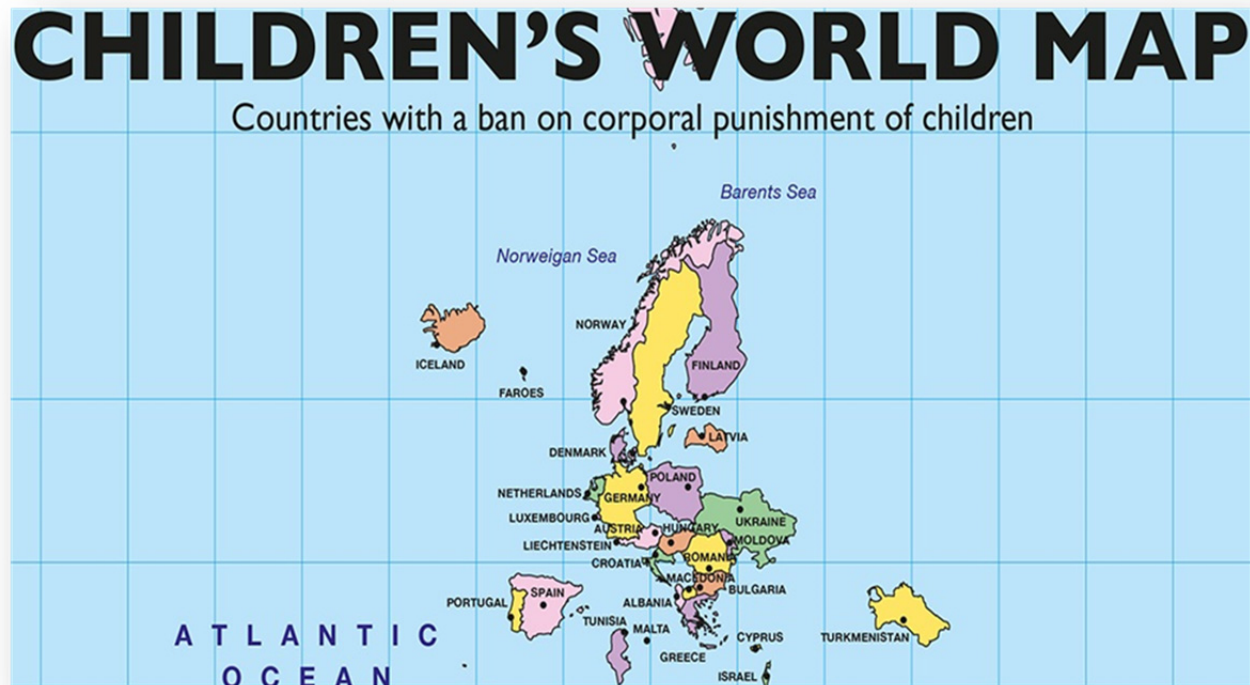 CHILDREN'S WORLD MAP
Countries with a ban on corporal punishment of children
Barents Sea
Norweigan Sea
NORWAY
ICELAND
FINLAND
FAROES
SWEDEN
LATVIA
DENMARK
POLAND
NETHERLANDS
GERMANY
LUXEMBOURG
UKRAINE
AUSTRIA
HUNGARY
MOLDOVA
LIECHTENSTEIN
ROMANIA
CROATIA
MACEDONIA
BULGARIA
SPAIN
PORTUGAL
ALBANIA
TUNISIA
MALTA
CYPRUS
TURKMENISTAN
GREECE
ISRAEL
ATLANTIC
OCEAN